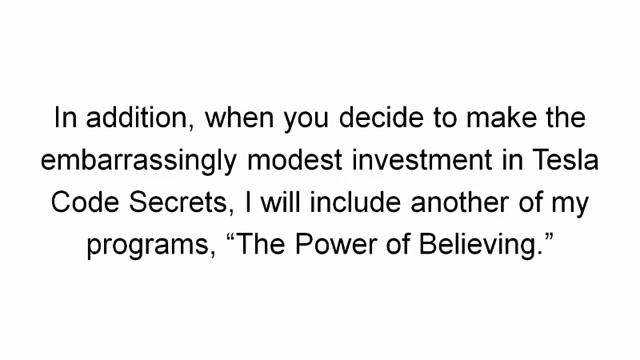 In addition, when you decide to make the
embarrassingly modest investment in Tesla
Code Secrets, I will include another of my
programs, “The Power of Believing.”